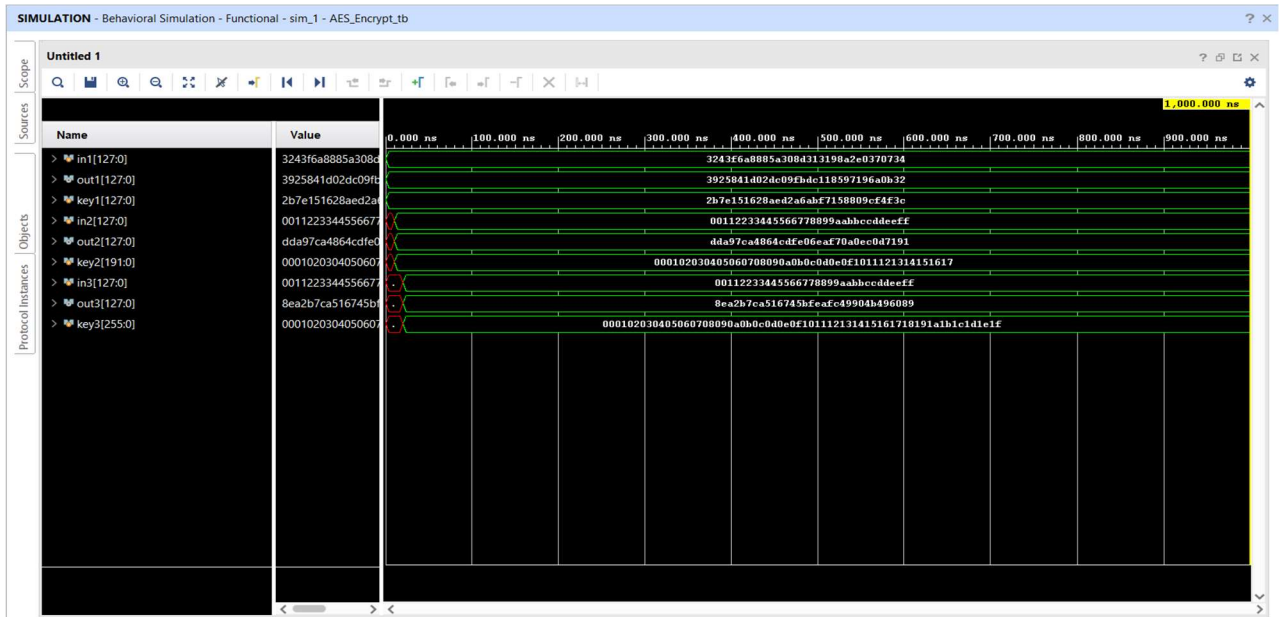 SIMULATION - Behavioral Simulation - Functional - sim_1 - AES_Encrypt_tb ? ×
Untitled 1 ?
Scope
Sources
Objects
Protocol Instances
1,000.000 ns
Name Value 0.000 ns 100.000 ns 200.000 ns 300.000 ns 400.000 ns 500.000 ns 600.000 ns 700.000 ns 800.000 ns 900.000 ns
> in1[127:0] 3243f6a8885a308d 3243f6a8885a308d313198a2e0370734
> out1[127:0] 3925841d02dc09fb 3925841d02dc09fbdc118597196a0b32
> key1[127:0] 2b7e151628aed2a6 2b7e151628aed2a6abf7158809cf4f3c
> in2[127:0] 0011223344556677 00112233445566778899aabbccddeeff
> out2[127:0] dda97ca4864cdfe0 dda97ca4864cdfe06eaf70a0ec0d7191
> key2[191:0] 0001020304050607 000102030405060708090a0b0c0d0e0f1011121314151617
> in3[127:0] 0011223344556677 . 00112233445566778899aabbccddeeff
> out3[127:0] 8ea2b7ca516745bf . 8ea2b7ca516745bfeafc49904b496089
> key3[255:0] 0001020304050607 . 000102030405060708090a0b0c0d0e0f101112131415161718191a1b1c1d1e1f